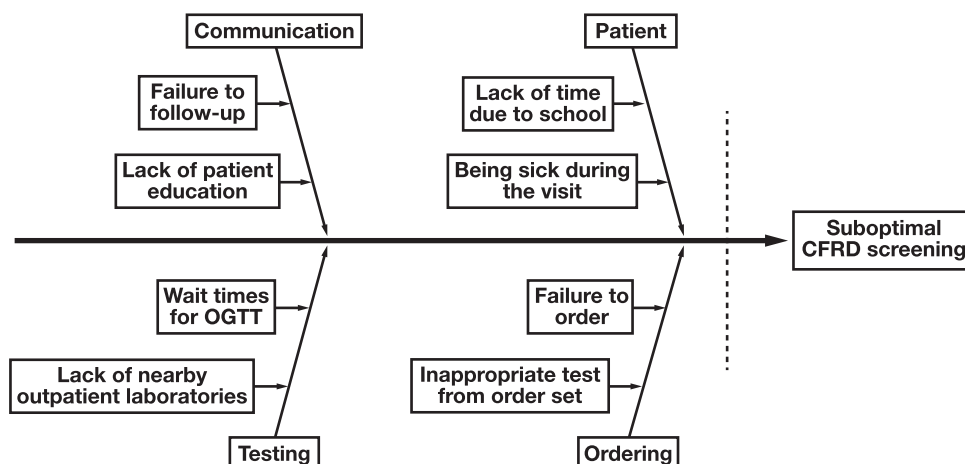 Communication
Patient
Failure to
follow-up
Lack of time
due to school
Lack of patient
education
Being sick during
the visit
Suboptimal
CFRD screening
Wait times
for OGTT
Failure to
order
Lack of nearby
outpatient laboratories
Inappropriate test
from order set
Testing
Ordering